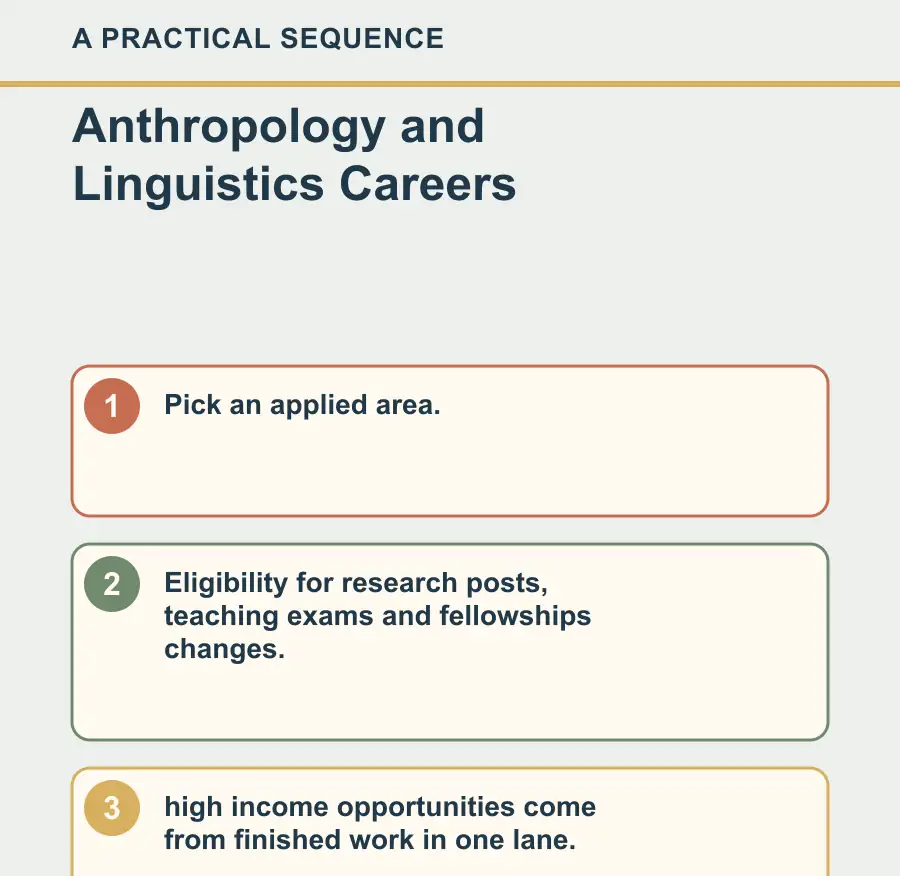 A PRACTICAL SEQUENCE
Anthropology and
Linguistics Careers
1
Pick an applied area.
2
Eligibility for research posts,
teaching exams and fellowships
changes.
3
high income opportunities come
from finished work in one lane.